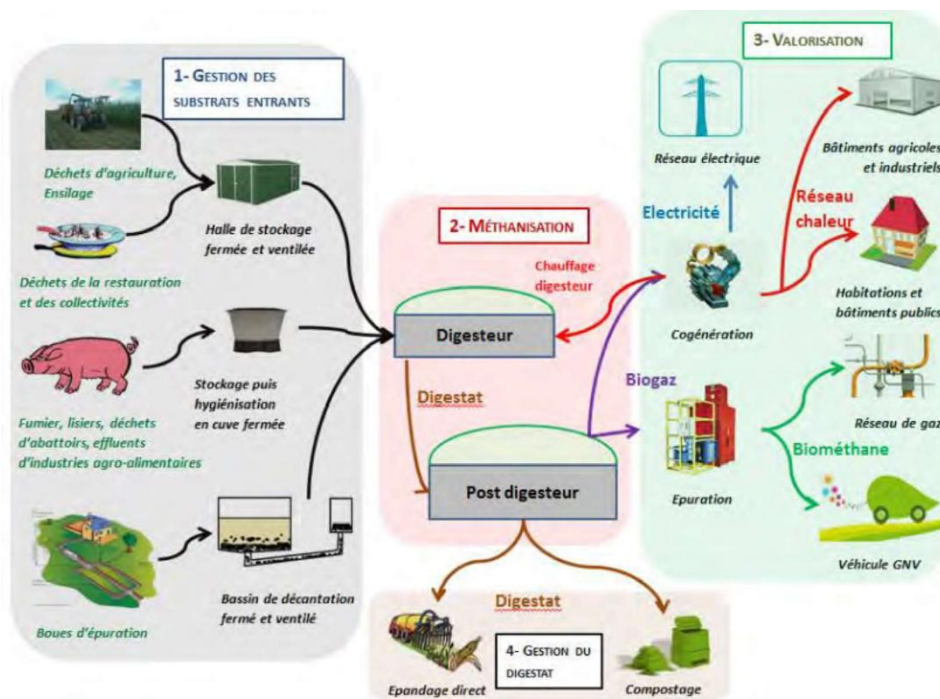 1- GESTION DES
SUBSTRATS ENTRANTS
Déchets d'agriculture,
Ensilage
Halle de stockage
fermée et ventilée
Déchets de la restauration
et des collectivités
Stockage puis
hygiénisation
en cuve fermée
Fumier, lisiers, déchets
d'abattoirs, effluents
d'industries agro-alimentaires
Bassin de décantation
fermé et ventilé
Boues d'épuration
2- MÉTHANISATION
Chauffage
digesteur
Digesteur
Digestat
Biogaz
Post digesteur
3- VALORISATION
Réseau électrique
Bâtiments agricoles
et industriels
Electricité
Réseau
chaleur
Cogénération
Habitations et
bâtiments publics
Réseau de gaz
Biométhane
Epuration
Véhicule GNV
Digestat
4- GESTION DU
DIGESTAT
Epandage direct
Compostage